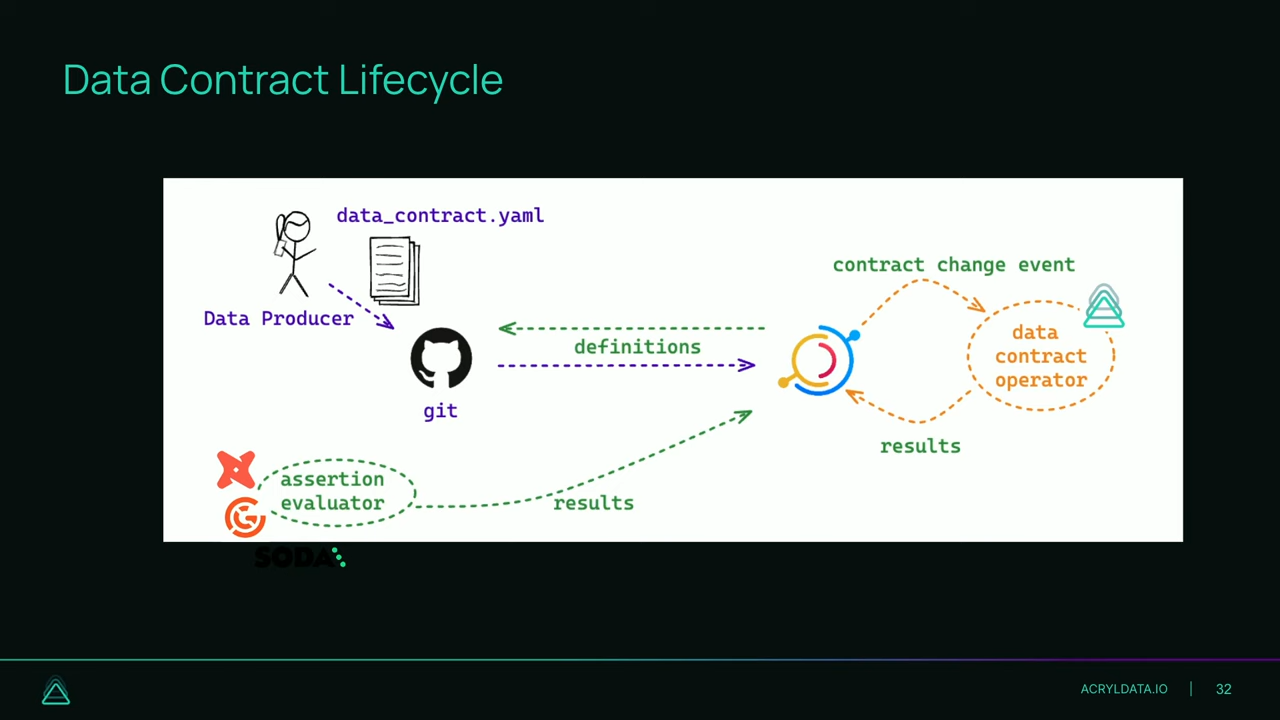 Data Contract Lifecycle
data_contract.yaml
Data Producer
git
definitions
contract change event
data
contract
operator
results
assertion
evaluator
results
SODA
ACRYLDATA.IO | 32